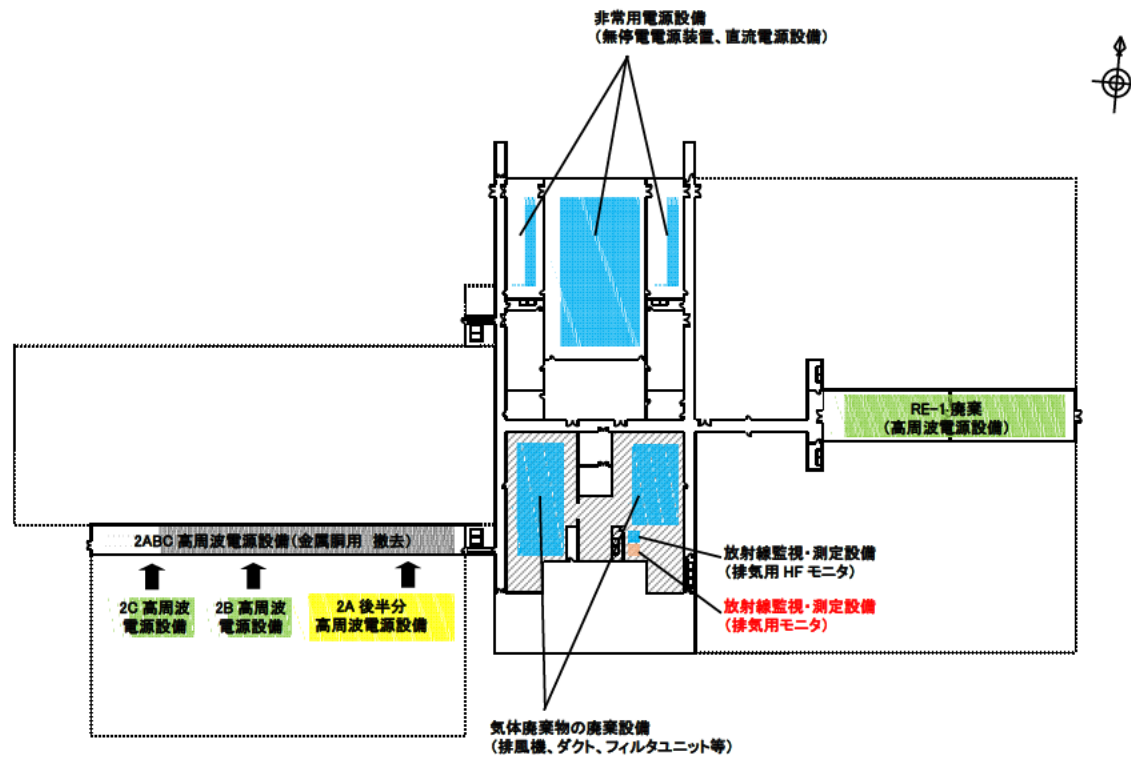 非常用電源設備
(無停電電源装置、直流電源設備)
RE-1 廃棄
(高周波電源設備)
2ABC 高周波電源設備(金属胴用 撤去)
2C 高周波
電源設備
2B 高周波
電源設備
2A 後半分
高周波電源設備
放射線監視・測定設備
(排気用 HF モニタ)
放射線監視・測定設備
(排気用モニタ)
気体廃棄物の廃棄設備
(排風機、ダクト、フィルタユニット等)